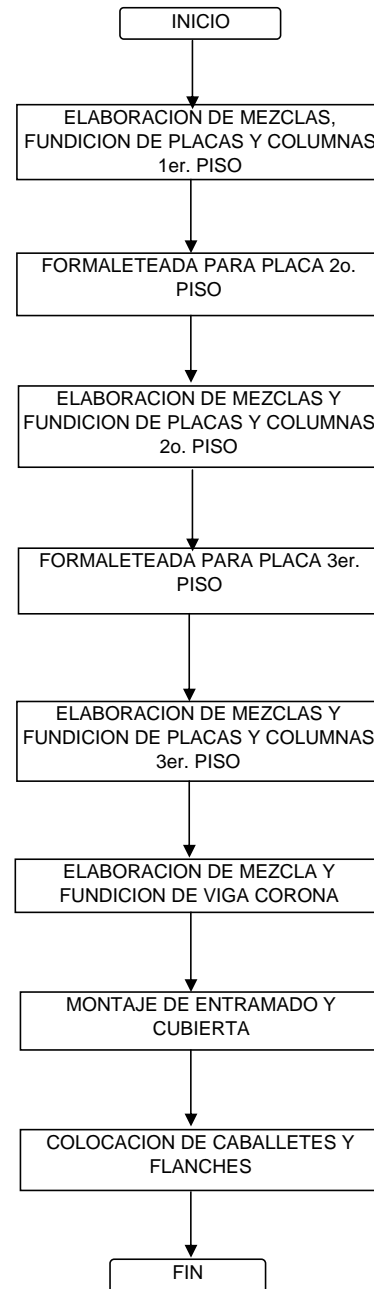 INICIO
ELABORACION DE MEZCLAS,
FUNDICION DE PLACAS Y COLUMNAS
1er. PISO
FORMALETEADA PARA PLACA 2o.
PISO
ELABORACION DE MEZCLAS Y
FUNDICION DE PLACAS Y COLUMNAS
2o. PISO
FORMALETEADA PARA PLACA 3er.
PISO
ELABORACION DE MEZCLAS Y
FUNDICION DE PLACAS Y COLUMNAS
3er. PISO
ELABORACION DE MEZCLA Y
FUNDICION DE VIGA CORONA
MONTAJE DE ENTRAMADO Y
CUBIERTA
COLOCACION DE CABALLETES Y
FLANCHES
FIN